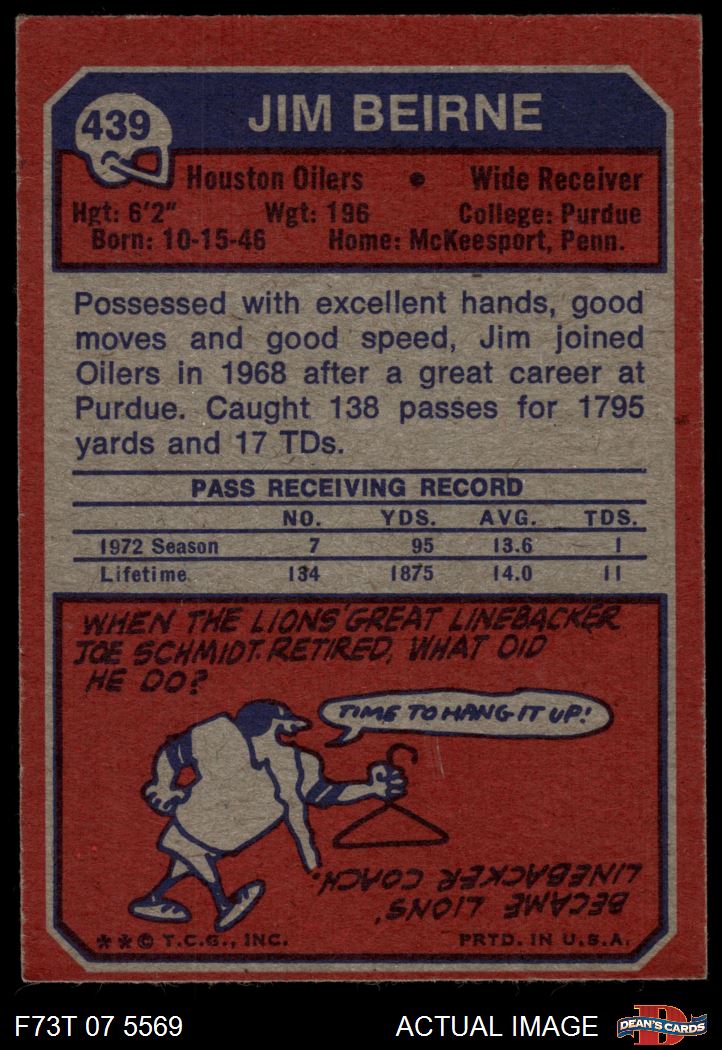 439
JIM BEIRNE
Houston Oilers • Wide Receiver
Hgt: 6'2" Wgt: 196 College: Purdue
Born: 10-15-46 Home: McKeesport, Penn.
Possessed with excellent hands, good
moves and good speed, Jim joined
Oilers in 1968 after a great career at
Purdue. Caught 138 passes for 1795
yards and 17 TDs.
PASS RECEIVING RECORD
NO. YDS. AVG. TDS.
1972 Season 7 95 13.6 1
Lifetime 134 1875 14.0 11
WHEN THE LIONS' GREAT LINEBACKER
JOE SCHMIDT RETIRED, WHAT DID
HE DO?
TIME TO HANG IT UP!
BECAME LIONS'
LINEBACKER COACH.
**© T.C.G., INC. PRTD. IN U.S.A.
F73T 07 5569 ACTUAL IMAGE
D
DEAN'S CARDS